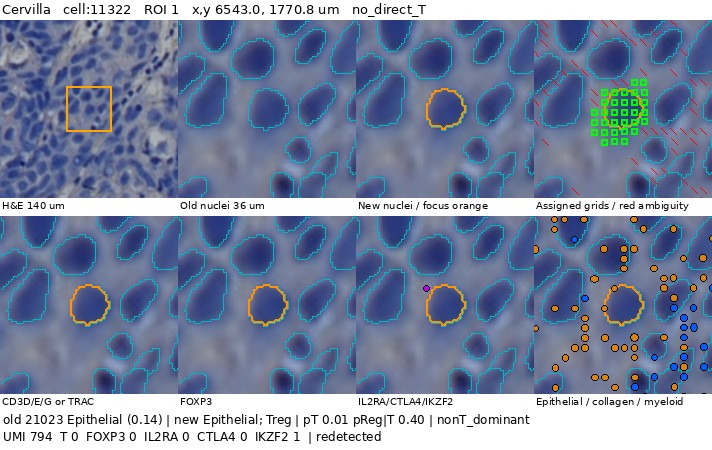 Cervilla cell:11322 ROI 1 x,y 6543.0, 1770.8 um no_direct_T
H&E 140 um
Old nuclei 36 um
New nuclei / focus orange
Assigned grids / red ambiguity
CD3D/E/G or TRAC
FOXP3
IL2RA/CTLA4/IKZF2
Epithelial / collagen / myeloid
old 21023 Epithelial (0.14) | new Epithelial; Treg | pT 0.01 pReg|T 0.40 | nonT_dominant
UMI 794 T 0 FOXP3 0 IL2RA 0 CTLA4 0 IKZF2 1 | redetected